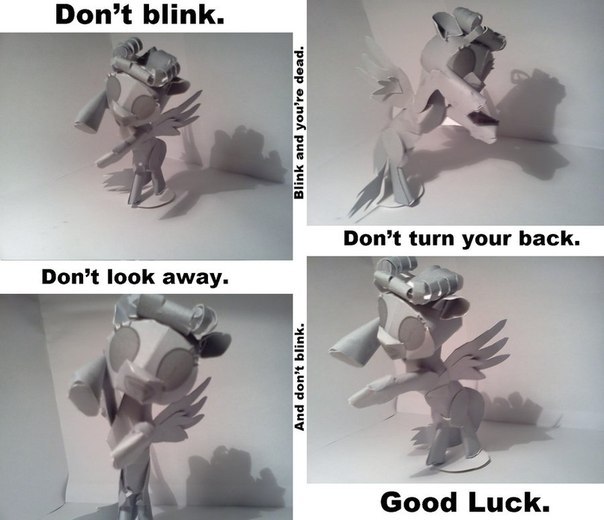 Don't blink.
Blink and you're dead.
Don't look away.
Don't turn your back.
And don't blink.
Good Luck.